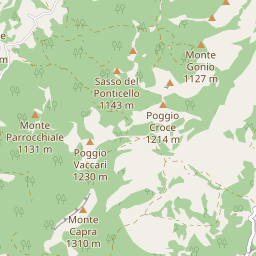 Monte
Gonio
1127 m
Sasso del
Ponticello
1143 m
Monte
Parrocchiale
1131 m
Poggio
Croce
1214 m
Poggio
Vaccari
1230 m
Monte
Capra
1310 m